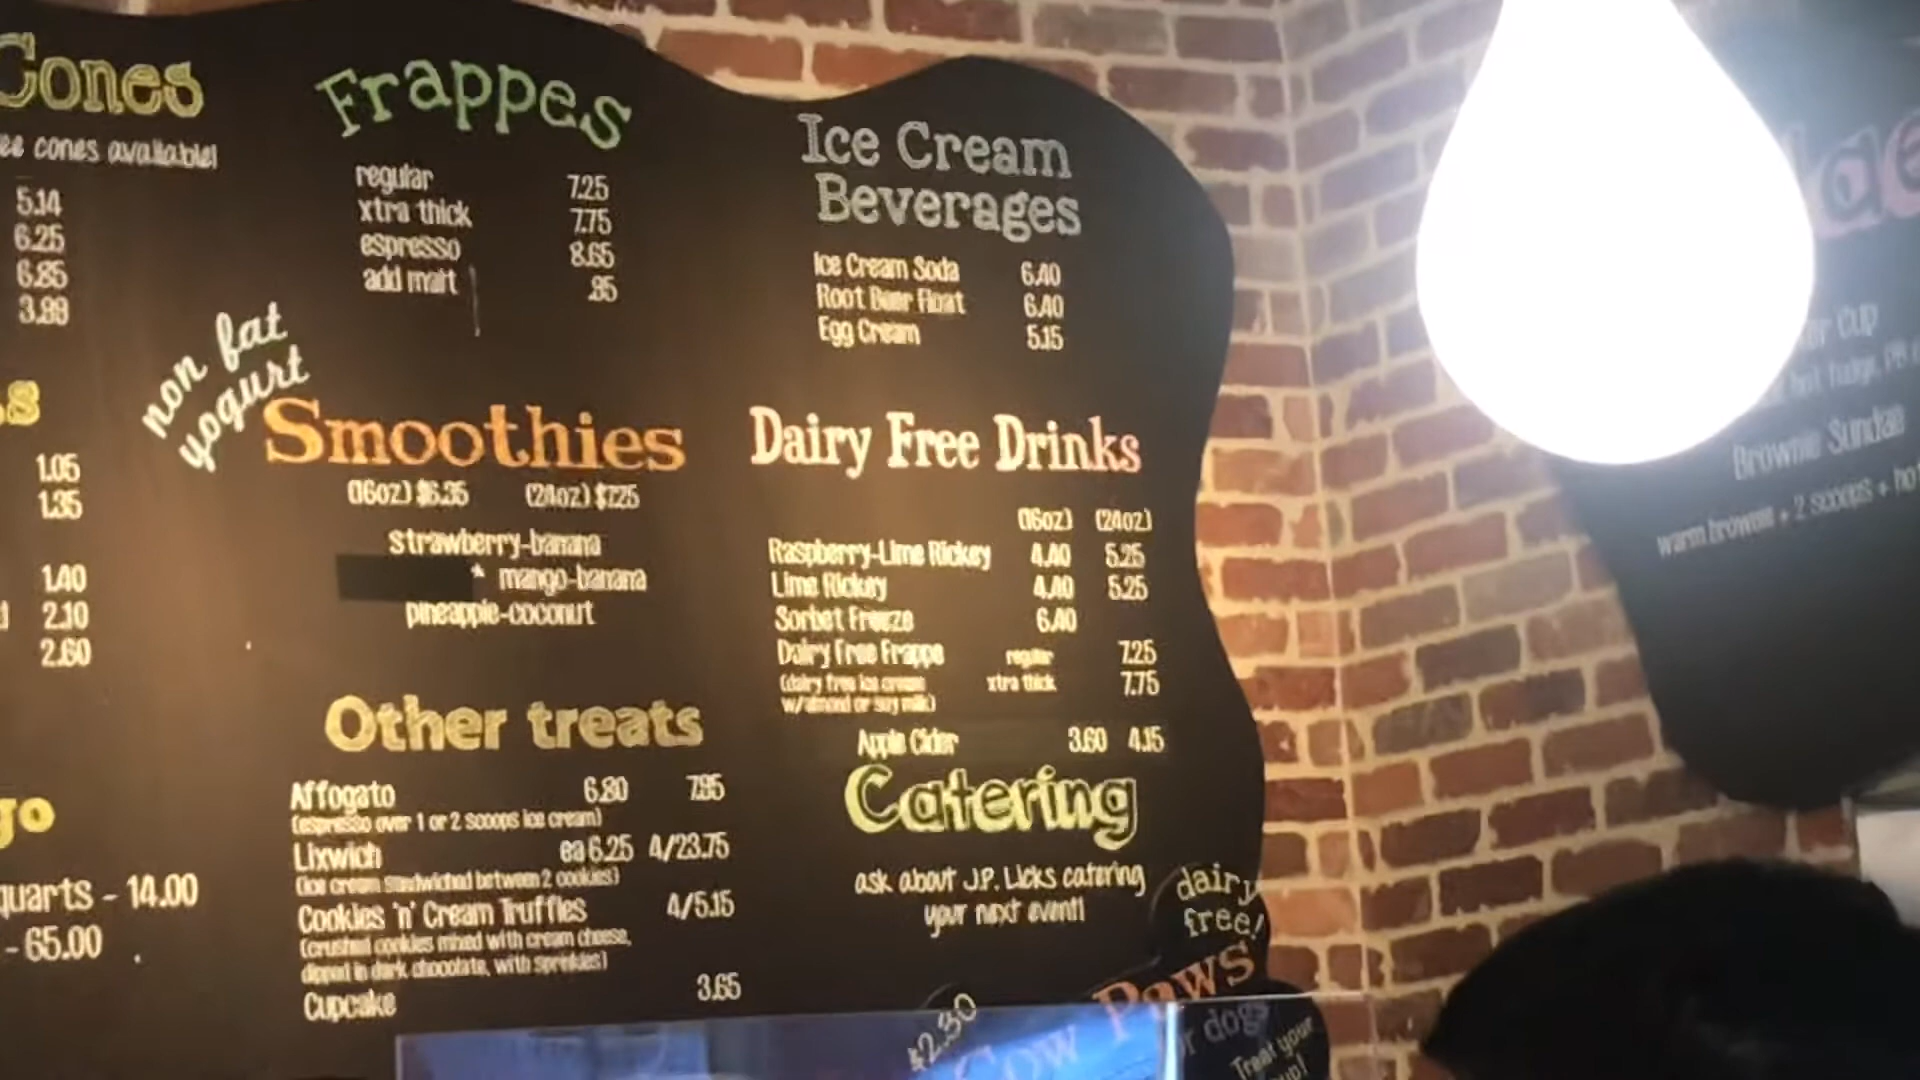 Cones
cones available!
5.14
6.25
6.85
3.99
1.05
1.35
1.40
2.10
2.60
go
quarts - 14.00
- 65.00
Frappes
regular 7.25
xtra thick 7.75
espresso 8.65
add malt .95
non fat
yogurt
Smoothies
(16oz) $6.35 (24oz) $7.25
strawberry-banana
* mango-banana
pineapple-coconut
Other treats
Affogato 6.80 7.95
(espresso over 1 or 2 scoops ice cream)
Lixwich ea 6.25 4/23.75
(ice cream sandwiched between 2 cookies)
Cookies 'n' Cream Truffles 4/5.15
(crushed cookies mixed with cream cheese,
dipped in dark chocolate, with sprinkles)
Cupcake 3.65
Ice Cream
Beverages
Ice Cream Soda 6.40
Root Beer Float 6.40
Egg Cream 5.15
Dairy Free Drinks
(16oz) (24oz)
Raspberry-Lime Rickey 4.40 5.25
Lime Rickey 4.40 5.25
Sorbet Freeze 6.40
Dairy Free Frappe regular 7.25
(dairy free ice cream xtra thick 7.75
w/almond or soy milk)
Apple Cider 3.60 4.15
Catering
ask about J.P. Licks catering
your next event!
dairy
free!
$2.30
Cow Paws
dogs
Treat your
cup
hot fudge, PB
Brownie Sundae
warm brownie + 2 scoops + hot